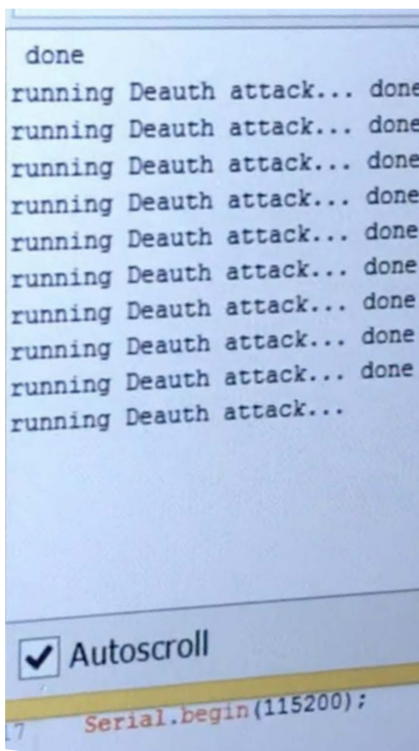 done
running Deauth attack... done
running Deauth attack... done
running Deauth attack... done
running Deauth attack... done
running Deauth attack... done
running Deauth attack... done
running Deauth attack... done
running Deauth attack... done
running Deauth attack... done
running Deauth attack...
Autoscroll
17 Serial.begin(115200);